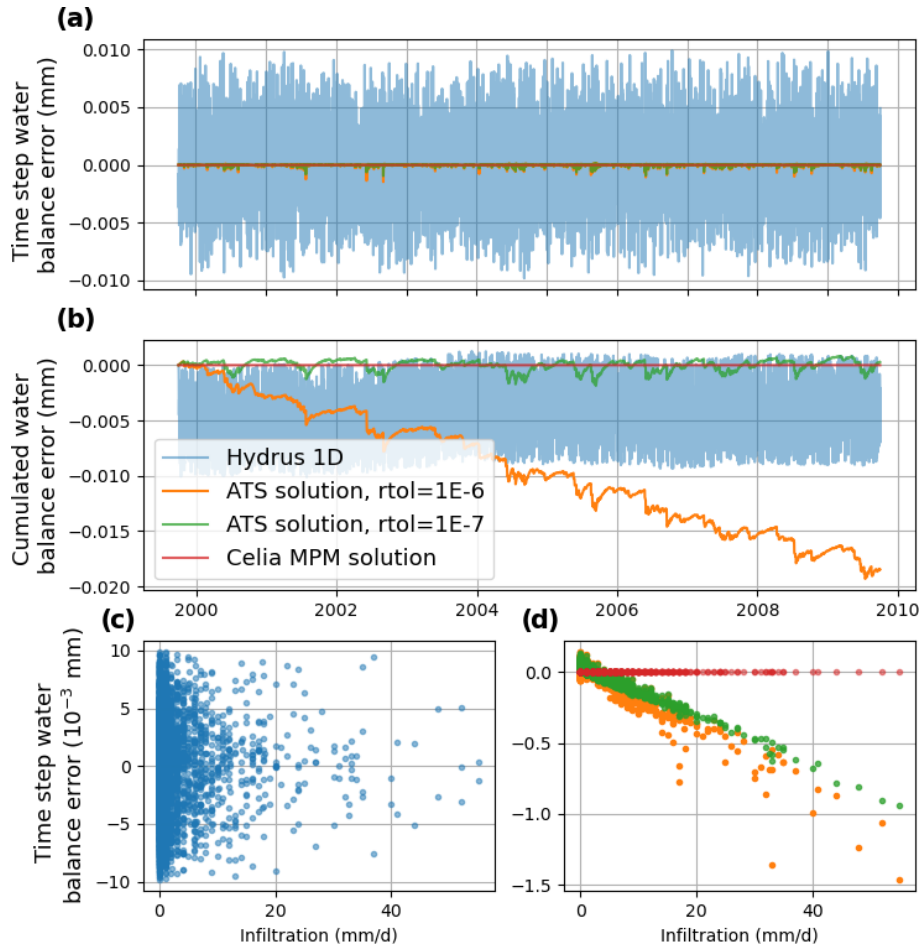 (a)
Time step water
balance error (mm)
0.010
0.005
0.000
−0.005
−0.010
(b)
Cumulated water
balance error (mm)
0.000
−0.005
−0.010
−0.015
−0.020
Hydrus 1D
ATS solution, rtol=1E-6
ATS solution, rtol=1E-7
Celia MPM solution
2000 2002 2004 2006 2008 2010
(c)
Time step water
balance error (10⁻³ mm)
10
5
0
−5
−10
0 20 40
Infiltration (mm/d)
(d)
0.0
−0.5
−1.0
−1.5
0 20 40
Infiltration (mm/d)